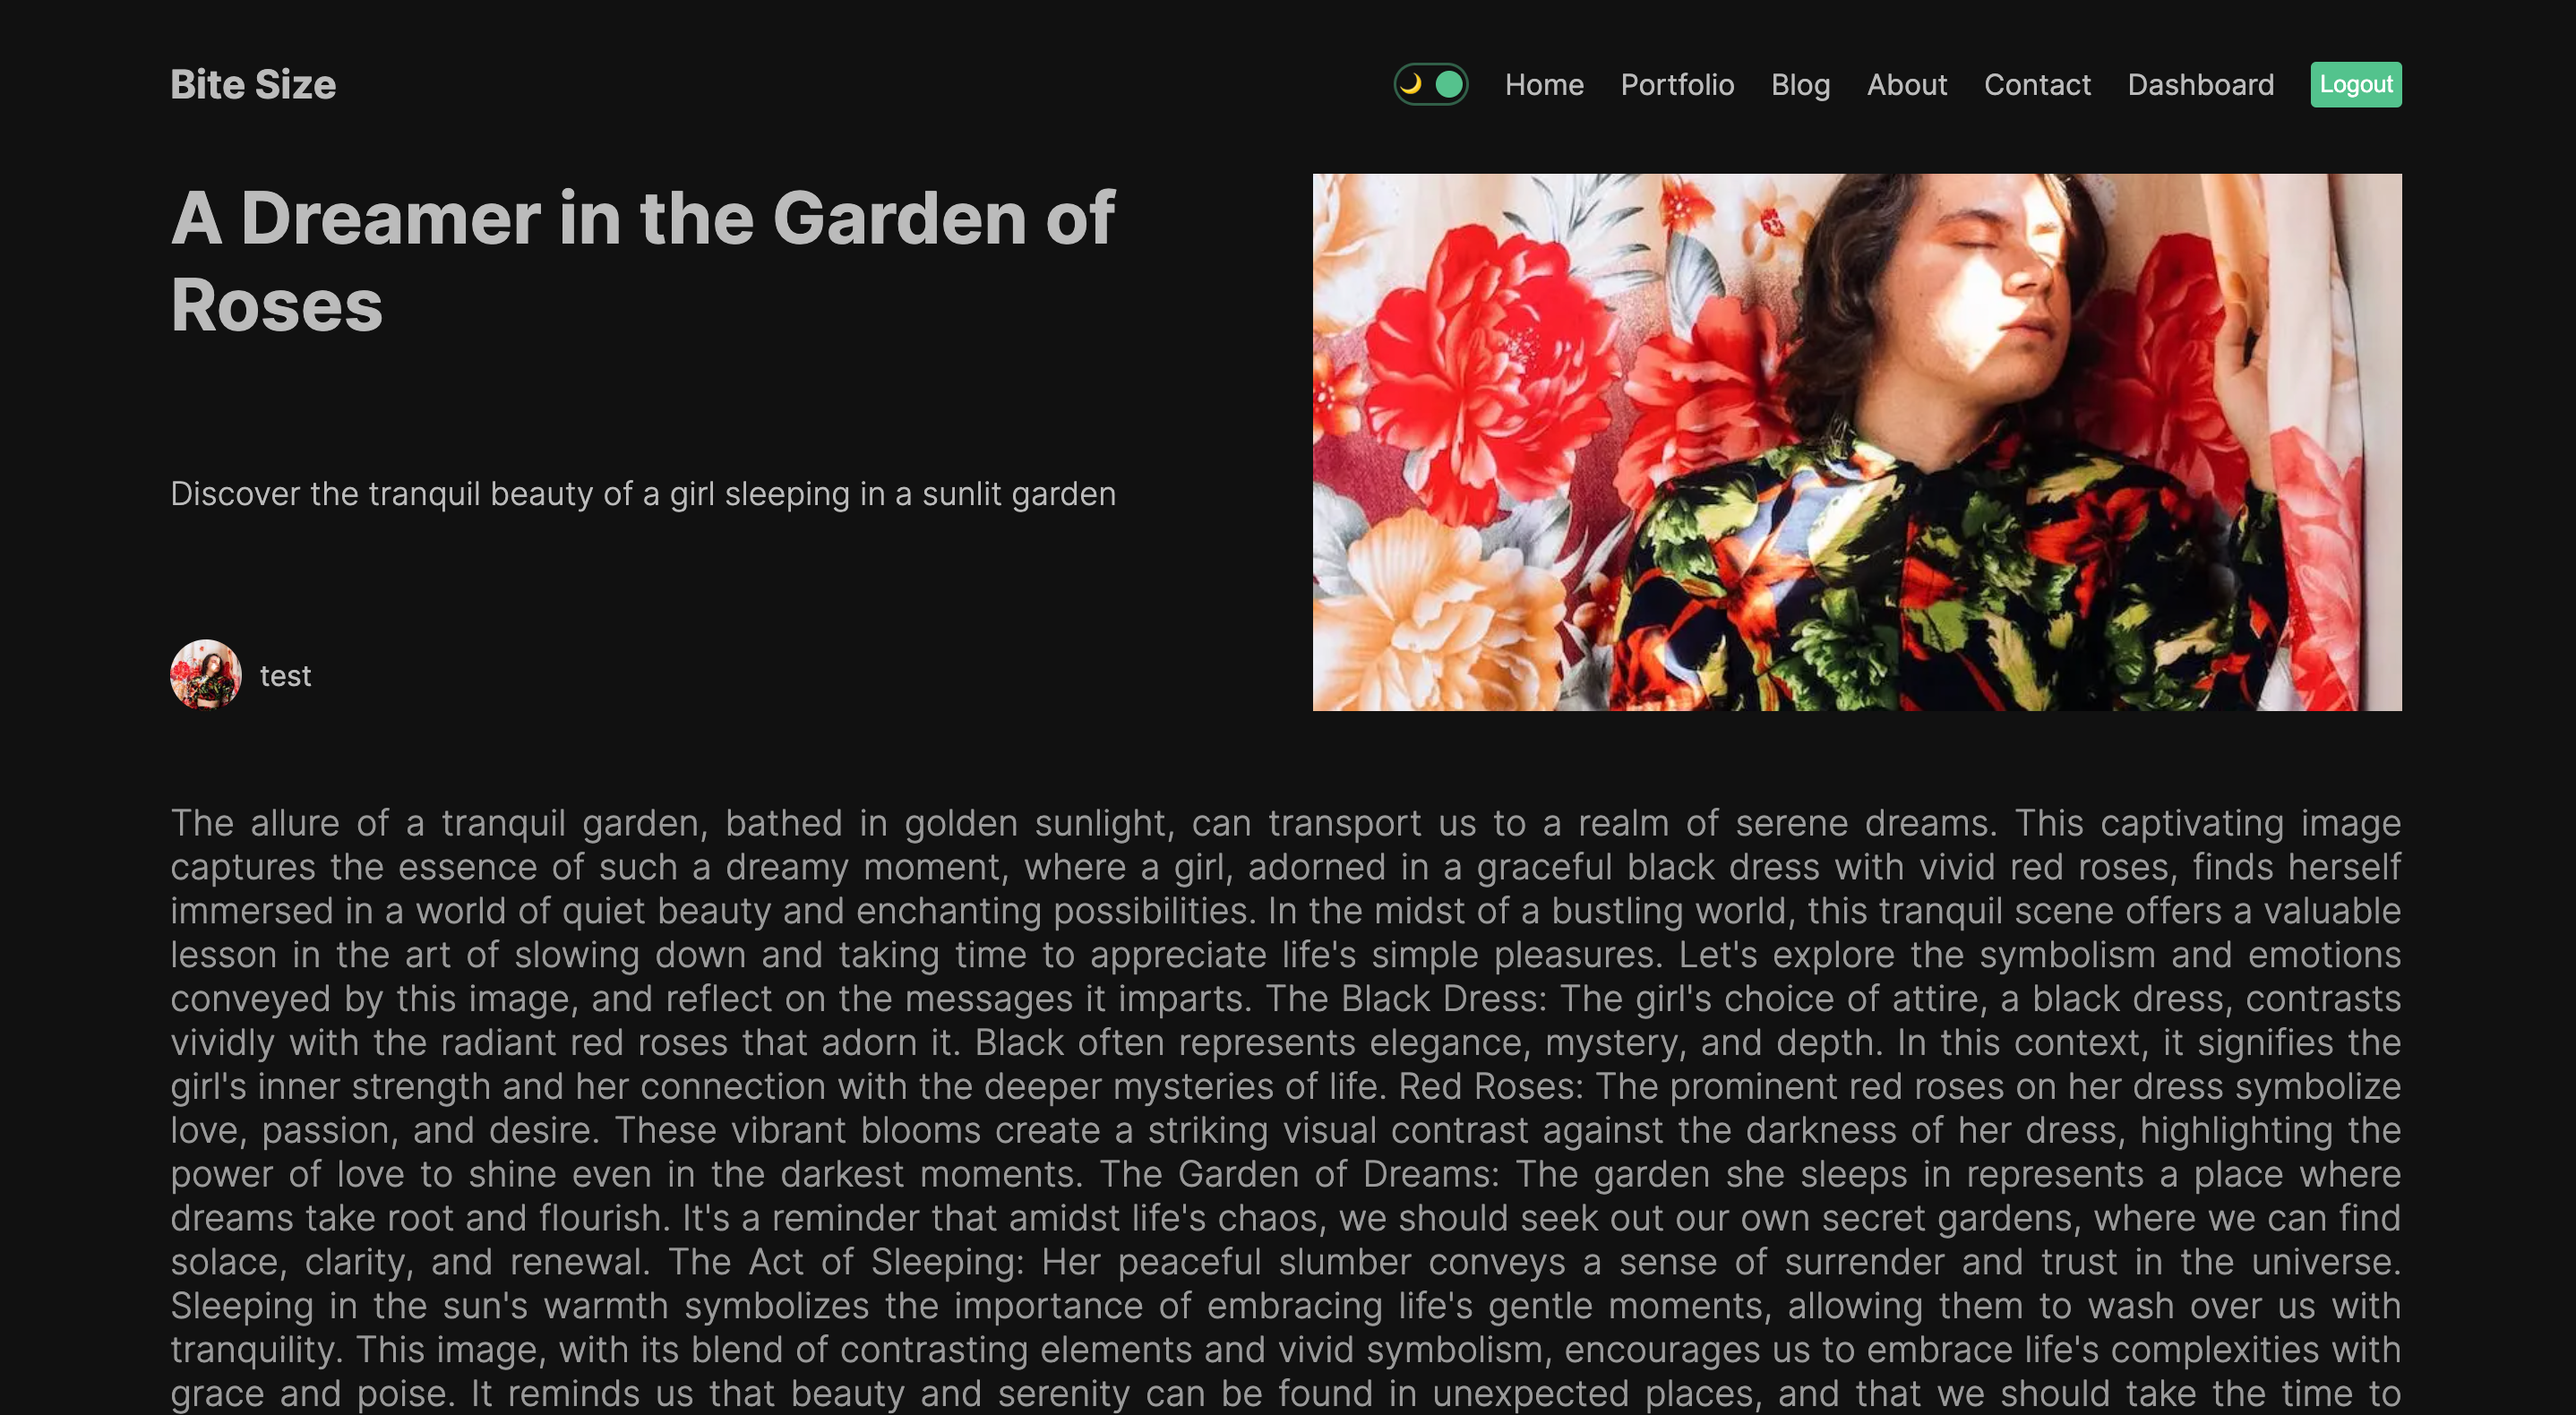 Bite Size
Home Portfolio Blog About Contact Dashboard Logout
A Dreamer in the Garden of
Roses
Discover the tranquil beauty of a girl sleeping in a sunlit garden
test
The allure of a tranquil garden, bathed in golden sunlight, can transport us to a realm of serene dreams. This captivating image
captures the essence of such a dreamy moment, where a girl, adorned in a graceful black dress with vivid red roses, finds herself
immersed in a world of quiet beauty and enchanting possibilities. In the midst of a bustling world, this tranquil scene offers a valuable
lesson in the art of slowing down and taking time to appreciate life's simple pleasures. Let's explore the symbolism and emotions
conveyed by this image, and reflect on the messages it imparts. The Black Dress: The girl's choice of attire, a black dress, contrasts
vividly with the radiant red roses that adorn it. Black often represents elegance, mystery, and depth. In this context, it signifies the
girl's inner strength and her connection with the deeper mysteries of life. Red Roses: The prominent red roses on her dress symbolize
love, passion, and desire. These vibrant blooms create a striking visual contrast against the darkness of her dress, highlighting the
power of love to shine even in the darkest moments. The Garden of Dreams: The garden she sleeps in represents a place where
dreams take root and flourish. It's a reminder that amidst life's chaos, we should seek out our own secret gardens, where we can find
solace, clarity, and renewal. The Act of Sleeping: Her peaceful slumber conveys a sense of surrender and trust in the universe.
Sleeping in the sun's warmth symbolizes the importance of embracing life's gentle moments, allowing them to wash over us with
tranquility. This image, with its blend of contrasting elements and vivid symbolism, encourages us to embrace life's complexities with
grace and poise. It reminds us that beauty and serenity can be found in unexpected places, and that we should take the time to